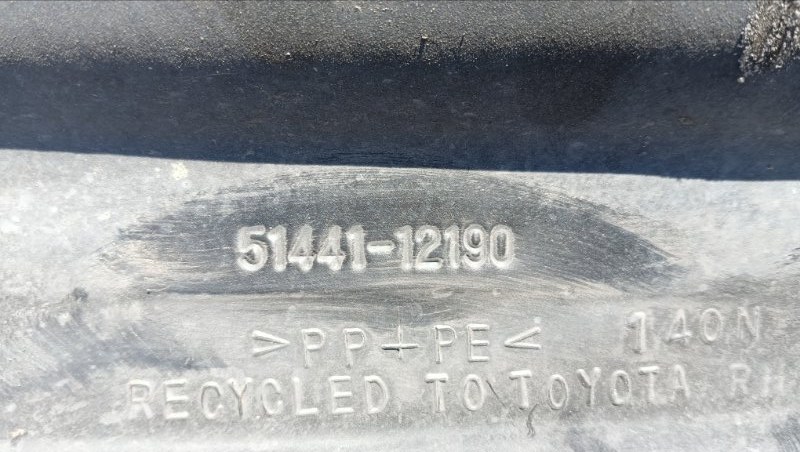 51441-12190
>PP+PE< 140N
RECYCLED TO TOYOTA RH